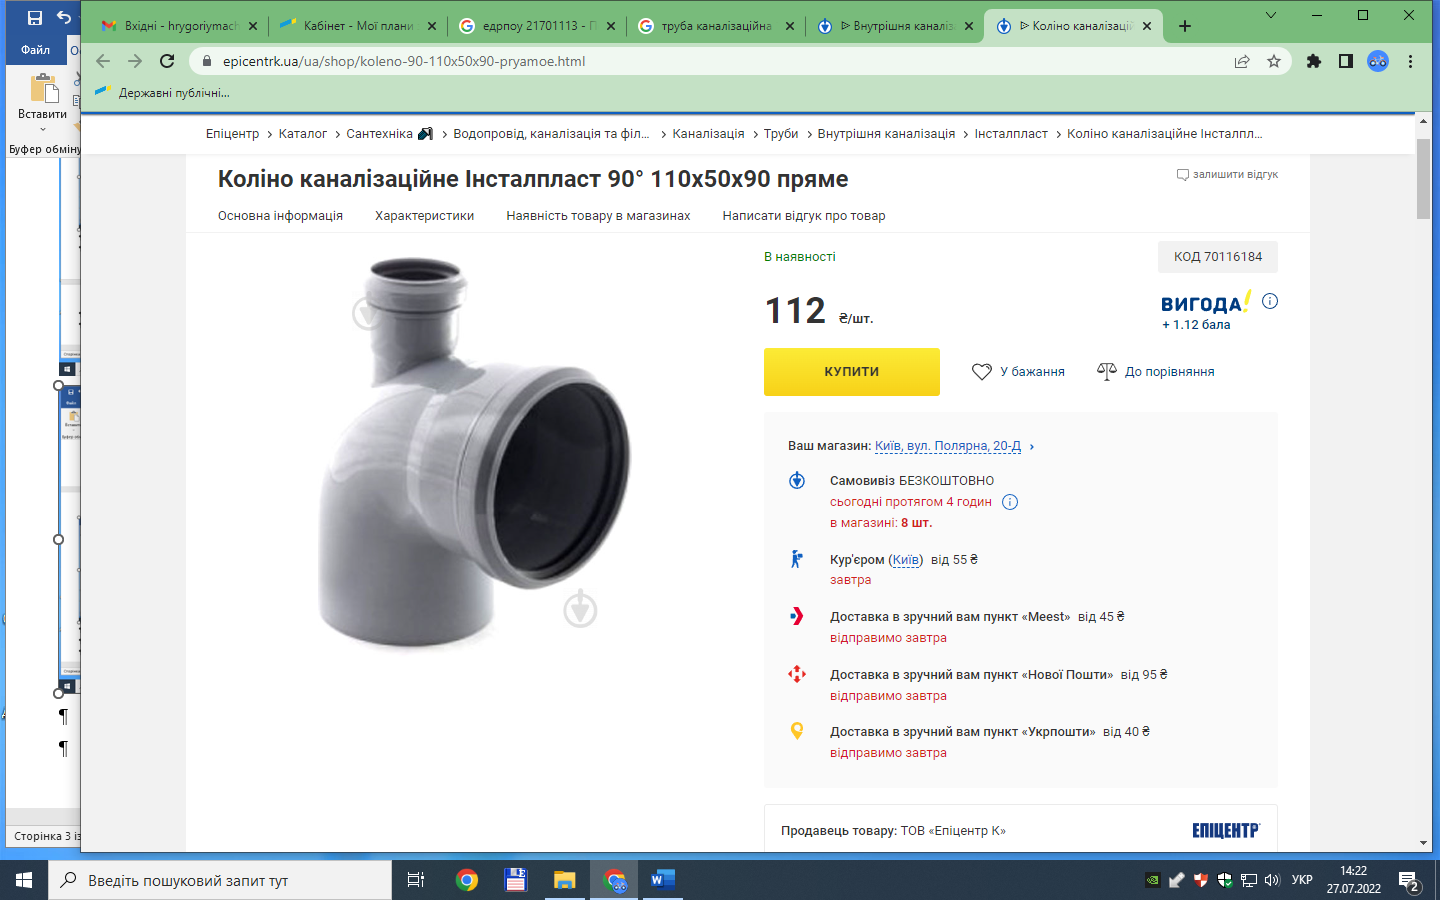 Файл
Вставити
Буфер обміну
Сторінка 3 із
Вхідні - hrygoriymach
Кабінет - Мої плани
едрпоу 21701113 - П
труба каналізаційна
ᐉ Внутрішня каналіза
ᐉ Коліно каналізацій
epicentrk.ua/ua/shop/koleno-90-110x50x90-pryamoe.html
Державні публічні...
Епіцентр > Каталог > Сантехніка > Водопровід, каналізація та філ... > Каналізація > Труби > Внутрішня каналізація > Інсталпласт > Коліно каналізаційне Інсталпл...
Коліно каналізаційне Інсталпласт 90° 110x50x90 пряме
залишити відгук
Основна інформація Характеристики Наявність товару в магазинах Написати відгук про товар
В наявності
КОД 70116184
112 ₴/шт.
ВИГОДА!
+ 1.12 бала
КУПИТИ
У бажання
До порівняння
Ваш магазин: Київ, вул. Полярна, 20-Д
Самовивіз БЕЗКОШТОВНО
сьогодні протягом 4 годин
в магазині: 8 шт.
Кур'єром (Київ) від 55 ₴
завтра
Доставка в зручний вам пункт «Meest» від 45 ₴
відправимо завтра
Доставка в зручний вам пункт «Нової Пошти» від 95 ₴
відправимо завтра
Доставка в зручний вам пункт «Укрпошти» від 40 ₴
відправимо завтра
Продавець товару: ТОВ «Епіцентр К»
ЕПІЦЕНТР
Введіть пошуковий запит тут
УКР
14:22
27.07.2022
2